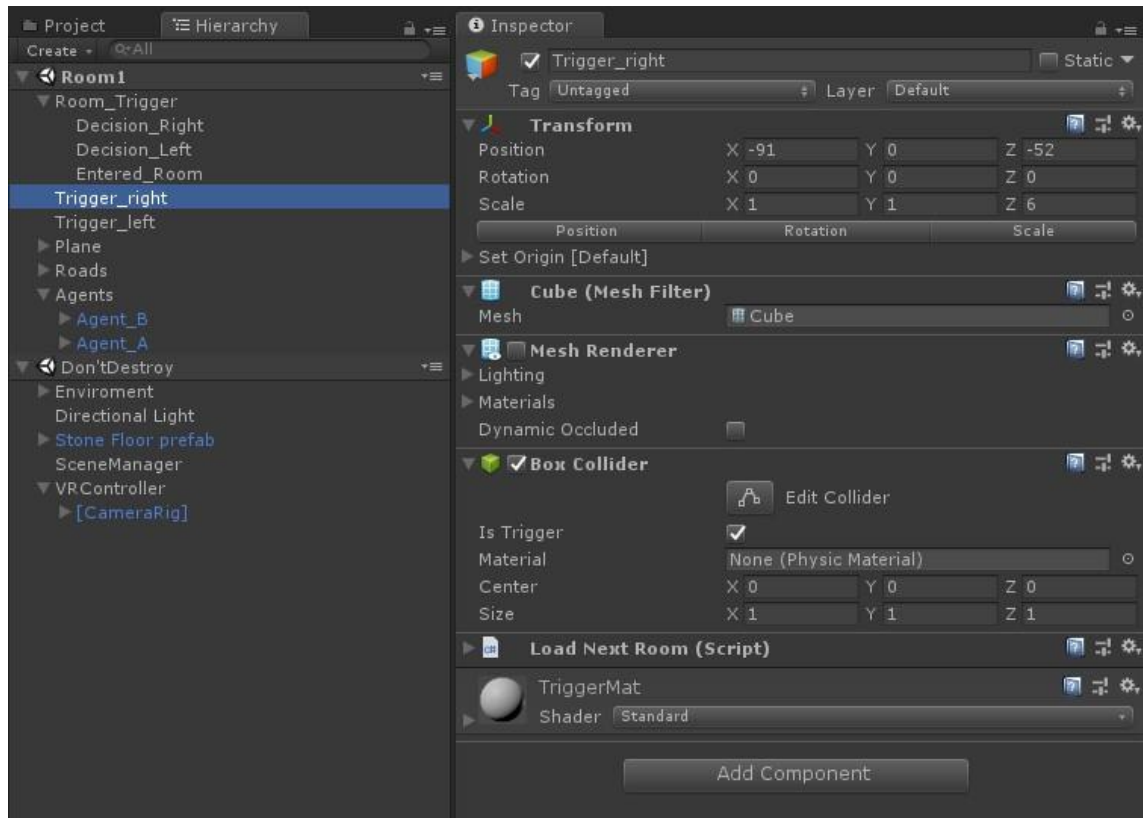 Project
Hierarchy
Create
All
Room1
Room_Trigger
Decision_Right
Decision_Left
Entered_Room
Trigger_right
Trigger_left
Plane
Roads
Agents
Agent_B
Agent_A
Don'tDestroy
Enviroment
Directional Light
Stone Floor prefab
SceneManager
VRController
[CameraRig]
Inspector
Trigger_right Static
Tag Untagged Layer Default
Transform
Position X -91 Y 0 Z -52
Rotation X 0 Y 0 Z 0
Scale X 1 Y 1 Z 6
Position Rotation Scale
Set Origin [Default]
Cube (Mesh Filter)
Mesh Cube
Mesh Renderer
Lighting
Materials
Dynamic Occluded
Box Collider
Edit Collider
Is Trigger
Material None (Physic Material)
Center X 0 Y 0 Z 0
Size X 1 Y 1 Z 1
C# Load Next Room (Script)
TriggerMat
Shader Standard
Add Component